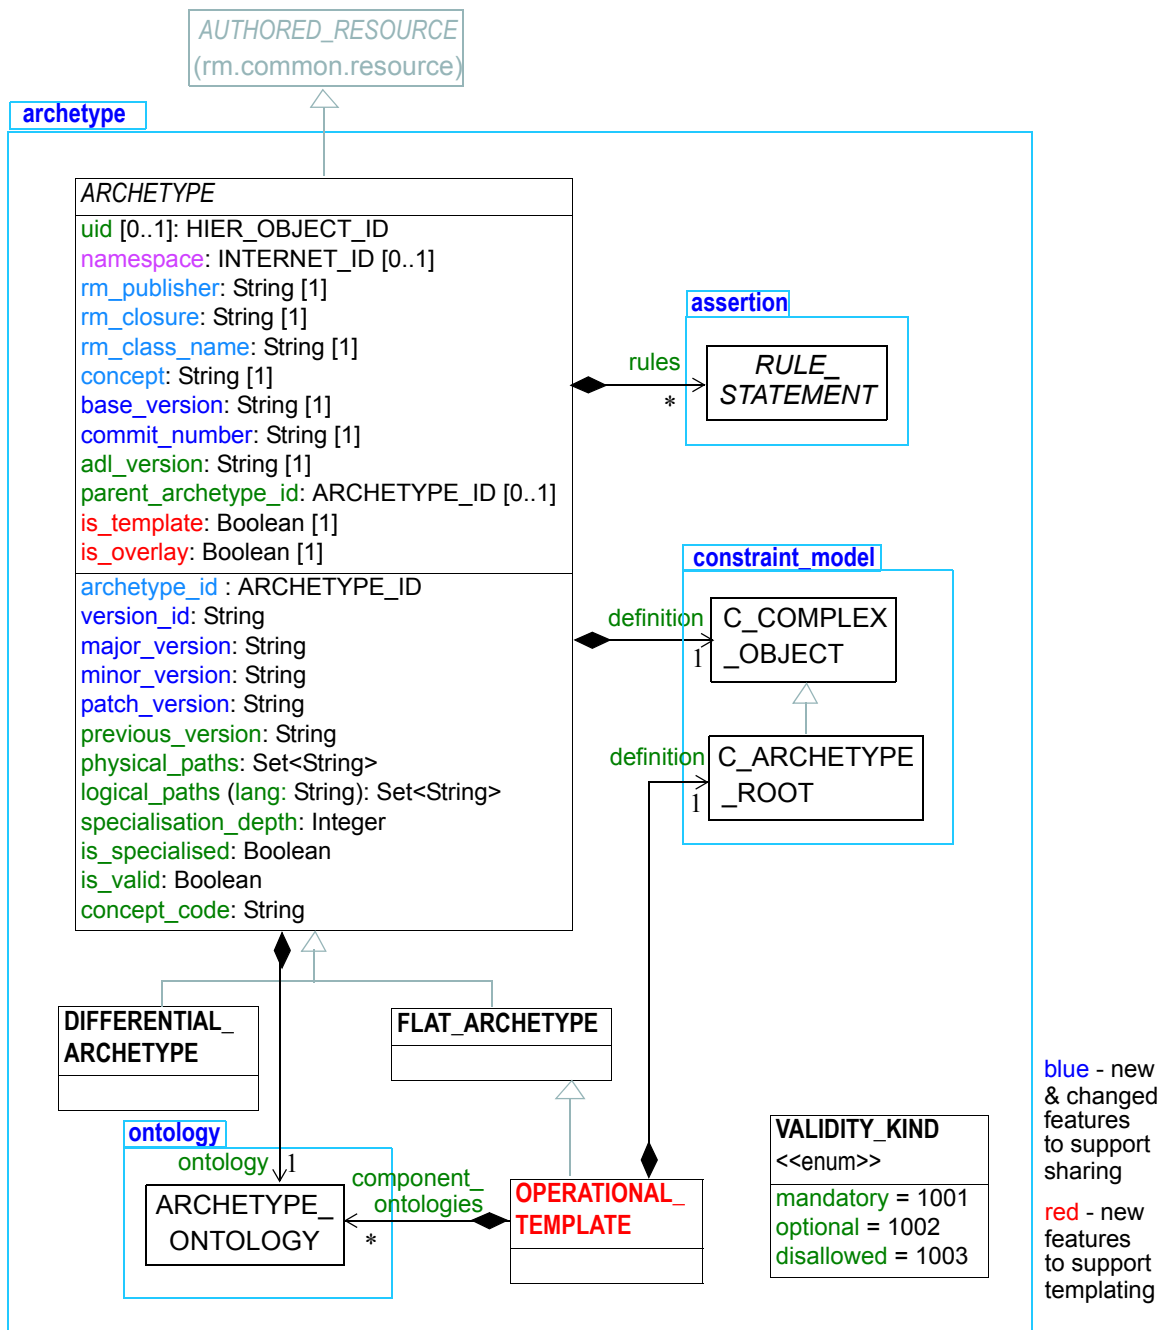 AUTHORED_RESOURCE
(rm.common.resource)
archetype
ARCHETYPE
uid [0..1]: HIER_OBJECT_ID
namespace: INTERNET_ID [0..1]
rm_publisher: String [1]
rm_closure: String [1]
rm_class_name: String [1]
concept: String [1]
base_version: String [1]
commit_number: String [1]
adl_version: String [1]
parent_archetype_id: ARCHETYPE_ID [0..1]
is_template: Boolean [1]
is_overlay: Boolean [1]
archetype_id : ARCHETYPE_ID
version_id: String
major_version: String
minor_version: String
patch_version: String
previous_version: String
physical_paths: Set<String>
logical_paths (lang: String): Set<String>
specialisation_depth: Integer
is_specialised: Boolean
is_valid: Boolean
concept_code: String
assertion
rules
*
RULE_
STATEMENT
constraint_model
definition
1
C_COMPLEX
_OBJECT
definition
1
C_ARCHETYPE
_ROOT
DIFFERENTIAL_
ARCHETYPE
FLAT_ARCHETYPE
ontology
ontology
1
ARCHETYPE_
ONTOLOGY
component_
ontologies
*
OPERATIONAL_
TEMPLATE
VALIDITY_KIND
<<enum>>
mandatory = 1001
optional = 1002
disallowed = 1003
blue - new
& changed
features
to support
sharing
red - new
features
to support
templating